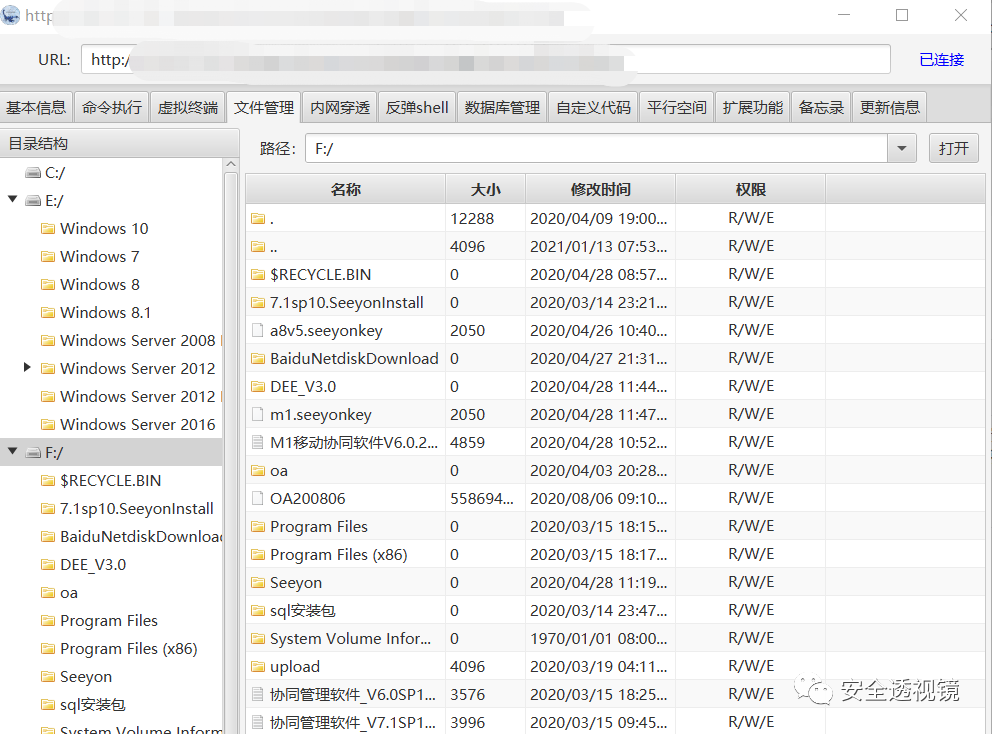 http
URL: http:/ 已连接
基本信息 命令执行 虚拟终端 文件管理 内网穿透 反弹shell 数据库管理 自定义代码 平行空间 扩展功能 备忘录 更新信息
目录结构
C:/
E:/
Windows 10
Windows 7
Windows 8
Windows 8.1
Windows Server 2008
Windows Server 2012
Windows Server 2012
Windows Server 2016
F:/
$RECYCLE.BIN
7.1sp10.SeeyonInstall
BaiduNetdiskDownload
DEE_V3.0
oa
Program Files
Program Files (x86)
Seeyon
sql安装包
System Volume Inform
路径: F:/ 打开
名称 大小 修改时间 权限
. 12288 2020/04/09 19:00... R/W/E
.. 4096 2021/01/13 07:53... R/W/E
$RECYCLE.BIN 0 2020/04/28 08:57... R/W/E
7.1sp10.SeeyonInstall 0 2020/03/14 23:21... R/W/E
a8v5.seeyonkey 2050 2020/04/26 10:40... R/W/E
BaiduNetdiskDownload 0 2020/04/27 21:31... R/W/E
DEE_V3.0 0 2020/04/28 11:44... R/W/E
m1.seeyonkey 2050 2020/04/28 11:47... R/W/E
M1移动协同软件V6.0.2... 4859 2020/04/28 10:52... R/W/E
oa 0 2020/04/03 20:28... R/W/E
OA200806 558694... 2020/08/06 09:10... R/W/E
Program Files 0 2020/03/15 18:15... R/W/E
Program Files (x86) 0 2020/03/15 18:17... R/W/E
Seeyon 0 2020/04/28 11:19... R/W/E
sql安装包 0 2020/03/14 23:47... R/W/E
System Volume Infor... 0 1970/01/01 08:00... R/W/E
upload 4096 2020/03/19 04:11... R/W/E
协同管理软件_V6.0SP1... 3576 2020/03/15 18:25... R/W/E
协同管理软件_V7.1SP1... 3996 2020/03/15 09:45... R/W/E
安全透视镜